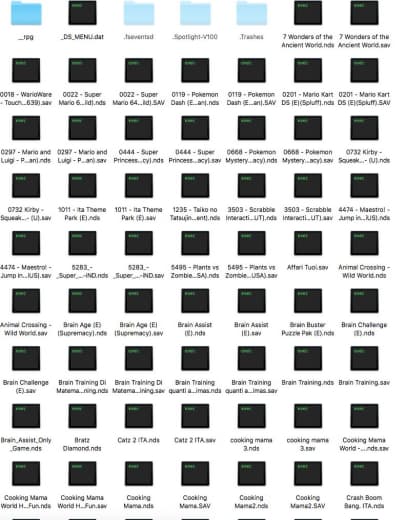 __rpg
_DS_MENU.dat
.fseventsd
.Spotlight-V100
.Trashes
7 Wonders of the
Ancient World.nds
7 Wonders of the
Ancient World.sav
0018 - WarioWare
- Touch...639).sav
0022 - Super
Mario 6...ld).nds
0022 - Super
Mario 64...ld).SAV
0119 - Pokemon
Dash (E...an).nds
0119 - Pokemon
Dash (E...an).SAV
0201 - Mario Kart
DS (E)(Spluff).nds
0201 - Mario Kart
DS (E)(Spluff).SAV
0297 - Mario and
Luigi - P...an).nds
0297 - Mario and
Luigi - P...an).sav
0444 - Super
Princess...cy).nds
0444 - Super
Princess...acy).sav
0668 - Pokemon
Mystery...acy).nds
0668 - Pokemon
Mystery...acy).sav
0732 Kirby -
Squeak...- (U).nds
0732 Kirby -
Squeak...- (U).sav
1011 - ita Theme
Park (E).nds
1011 - ita Theme
Park (E).sav
1235 - Taiko no
Tatsujin...ent).nds
3503 - Scrabble
Interacti...UT).nds
3503 - Scrabble
Interacti...UT).sav
4474 - Maestro!
Jump in...(US).nds
4474 - Maestro! -
Jump in...(US).sav
5283_-
_Super_...-IND.nds
5283_-
_Super_...-IND.sav
5495 - Plants vs
Zombie...SA).nds
5495 - Plants vs
Zombie...USA).sav
Affari Tuoi.sav
Animal Crossing -
Wild World.nds
Animal Crossing -
Wild World.sav
Brain Age (E)
(Supremacy).nds
Brain Age (E)
(Supremacy).sav
Brain Assist
(E).nds
Brain Assist
(E).sav
Brain Buster
Puzzle Pak (E).nds
Brain Challenge
(E).nds
Brain Challenge
(E).sav
Brain Training Di
Matema...ning.nds
Brain Training Di
Matema...ning.sav
Brain Training
quanti a...imas.nds
Brain Training
quanti a...imas.sav
Brain Training.nds
Brain Training.sav
Brain_Assist_Only
_Game.nds
Bratz
Diamond.nds
Catz 2 ITA.nds
Catz 2 ITA.sav
cooking mama
3.nds
cooking mama
3.sav
Cooking Mama
World -....nds.sav
Cooking Mama
World H...Fun.nds
Cooking Mama
World H...Fun.sav
Cooking
Mama.nds
Cooking
Mama.SAV
Cooking
Mama2.nds
Cooking
Mama2.SAV
Crash Boom
Bang. ITA.nds